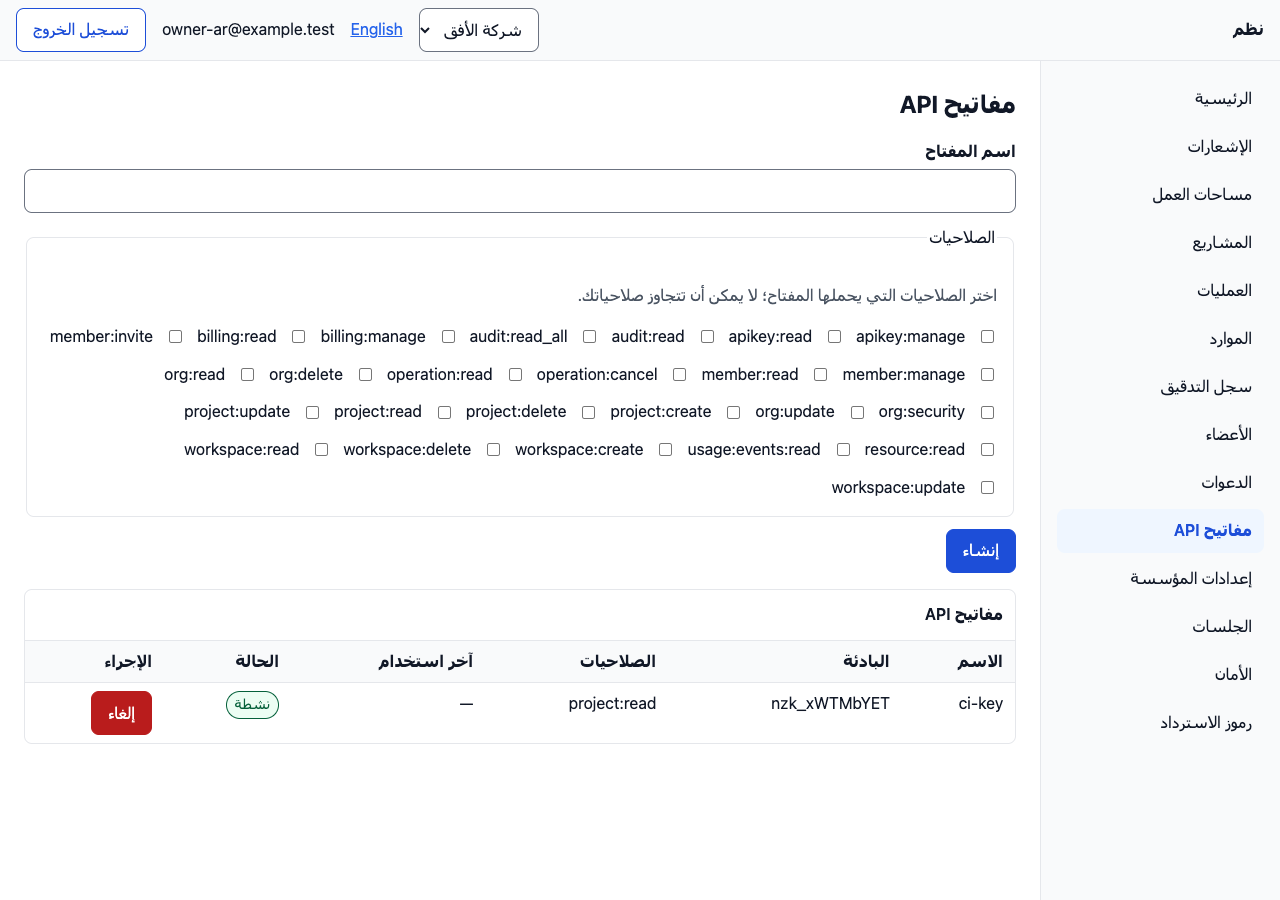 نظم
شركة الأفق
English
owner-ar@example.test
تسجيل الخروج
الرئيسية
الإشعارات
مساحات العمل
المشاريع
العمليات
الموارد
سجل التدقيق
الأعضاء
الدعوات
مفاتيح API
إعدادات المؤسسة
الجلسات
الأمان
رموز الاسترداد
مفاتيح API
اسم المفتاح
الصلاحيات
اختر الصلاحيات التي يحملها المفتاح؛ لا يمكن أن تتجاوز صلاحياتك.
apikey:manage apikey:read audit:read audit:read_all billing:manage billing:read member:invite
member:manage member:read operation:cancel operation:read org:delete org:read
org:security org:update project:create project:delete project:read project:update
resource:read usage:events:read workspace:create workspace:delete workspace:read
workspace:update
إنشاء
مفاتيح API
الاسم البادئة الصلاحيات آخر استخدام الحالة الإجراء
ci-key nzk_xWTMbYET project:read — نشطة إلغاء